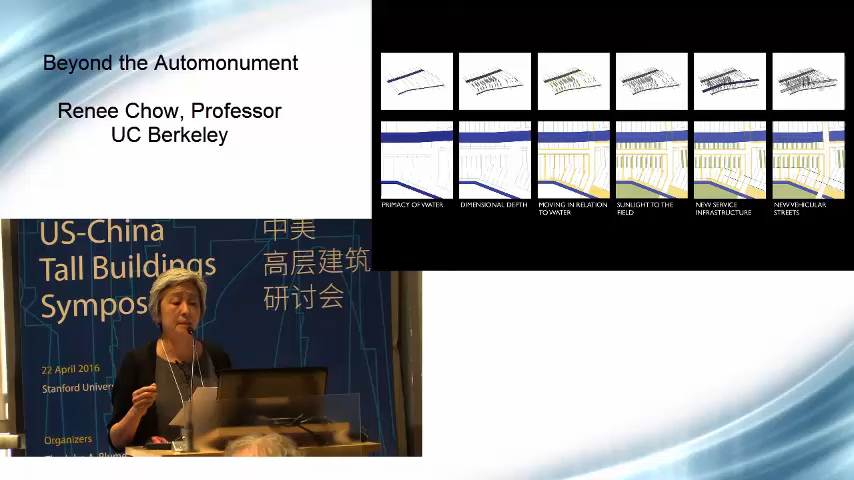 Beyond the Automonument
Renee Chow, Professor
UC Berkeley
PRIMACY OF WATER
DIMENSIONAL DEPTH
MOVING IN RELATION
TO WATER
SUNLIGHT TO THE
FIELD
NEW SERVICE
INFRASTRUCTURE
NEW VEHICULAR
STREETS
US-China
Tall Buildings
Sympos
中美
高层建筑
研讨会
22 April 2016
Stanford Univer
Organizers